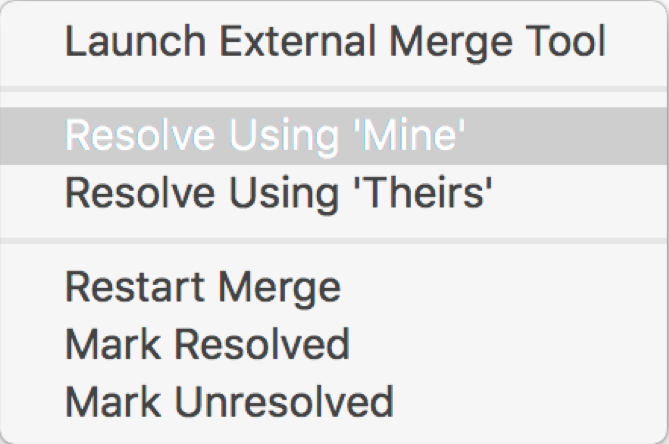 Launch External Merge Tool
Resolve Using 'Mine'
Resolve Using 'Theirs'
Restart Merge
Mark Resolved
Mark Unresolved